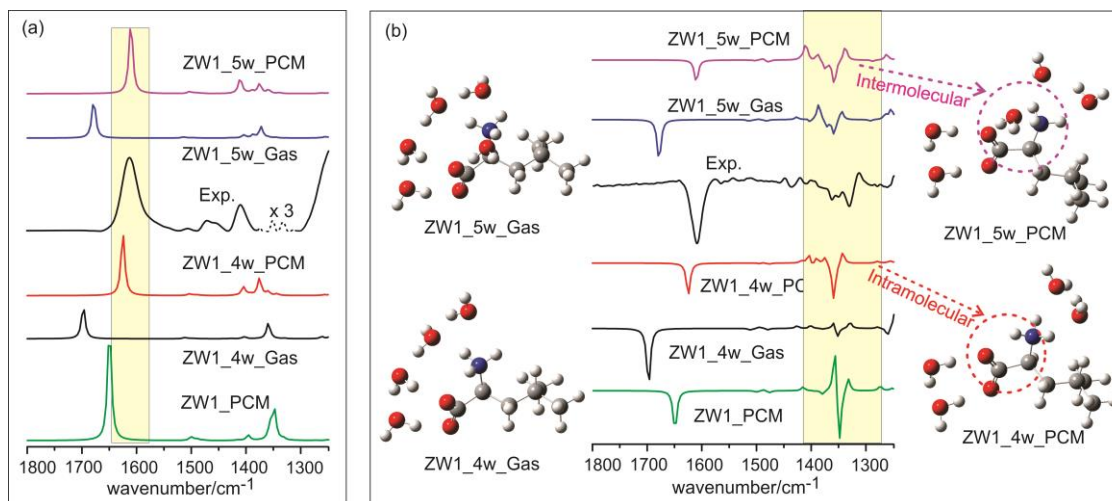 (a)
ZW1_5w_PCM
ZW1_5w_Gas
Exp.
x 3
ZW1_4w_PCM
ZW1_4w_Gas
ZW1_PCM
1800 1700 1600 1500 1400 1300
wavenumber/cm⁻¹
(b)
ZW1_5w_PCM
Intermolecular
ZW1_5w_Gas
Exp.
ZW1_5w_Gas
ZW1_5w_PCM
ZW1_4w_PC
Intramolecular
ZW1_4w_Gas
ZW1_PCM
ZW1_4w_Gas
ZW1_4w_PCM
1800 1700 1600 1500 1400 1300
wavenumber/cm⁻¹